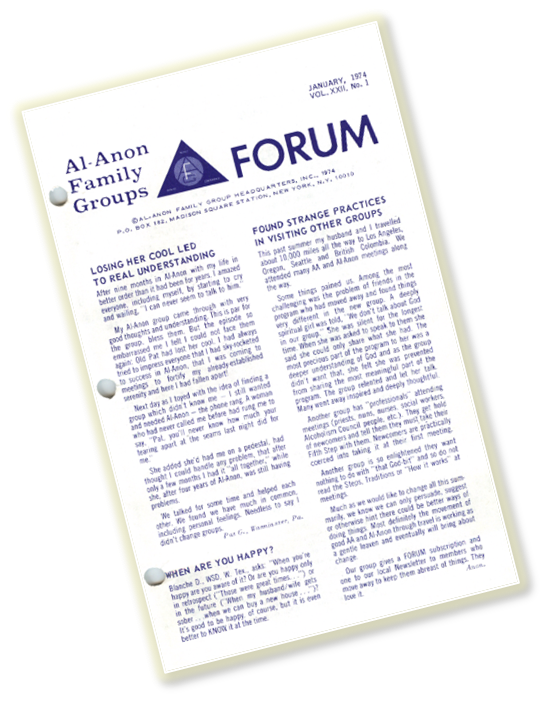 JANUARY, 1974
VOL. XXII, No. 1
Al-Anon
Family
Groups
FORUM
©AL-ANON FAMILY GROUP HEADQUARTERS, INC., 1974
P.O. BOX 182, MADISON SQUARE STATION, NEW YORK, N.Y. 10010
LOSING HER COOL LED
TO REAL UNDERSTANDING
After nine months in Al-Anon with my life in
better order than it had been for years, I amazed
everyone, including myself, by starting to cry
and wailing, "I can never seem to talk to him."
My Al-Anon group came through with very
good thoughts and understanding. This is par for
the group, bless them. But the episode so
embarrassed me I felt I could not face them
again. Old Pat had lost her cool. I had always
tried to impress everyone that I had skyrocketed
to success in Al-Anon, that I was coming to
meetings to fortify my already-established
serenity and here I had fallen apart!
Next day as I toyed with the idea of finding a
group which didn't know me — I still wanted
and needed Al-Anon — the phone rang. A woman
who had never called me before had rung me to
say, "Pat, you'll never know how much your
tearing apart at the seams last night did for
me."
She added she'd had me on a pedestal, had
thought I could handle any problem, that after
only a few months I had it "all together," while
she, after four years of Al-Anon, was still having
problems.
We talked for some time and helped each
other. We found we have much in common,
including personal feelings. Needless to say I
didn't change groups.
Pat G., Warminster, Pa.
WHEN ARE YOU HAPPY?
Blanche D., WSD, W. Tex., asks: "When you're
happy are you aware of it? Or are you happy only
in retrospect ("Those were great times. . .") or
in the future ("When my husband/wife gets
sober. . .when we can buy a new house. . .")?
It's good to be happy, of course, but it is even
better to KNOW it at the time.
FOUND STRANGE PRACTICES
IN VISITING OTHER GROUPS
This past summer my husband and I travelled
about 10,000 miles all the way to Los Angeles,
Oregon, Seattle and British Colombia. We
attended many AA and Al-Anon meetings along
the way.
Some things pained us. Among the most
challenging was the problem of friends in the
program who had moved away and found things
very different in the new group. A deeply
spiritual girl was told, "We don't talk about God
in our group." She was silent for the longest
time. When she was asked to speak to them she
said she could only share what she had. The
most precious part of the program to her was a
deeper understanding of God and as the group
didn't want that, she felt she was prevented
from sharing the most meaningful part of the
program. The group relented and let her talk.
Many went away inspired and deeply thoughtful.
Another group has "professionals" attending
meetings (priests, nuns, nurses, social workers,
Alcoholism Council people, etc.) They get hold
of newcomers and tell them they must take their
Fifth Step with them. Newcomers are practically
coerced into taking it at their first meeting.
Another group is so enlightened they want
nothing to do with "that God-bit" and so do not
read the Steps, Traditions or "How it works" at
meetings.
Much as we would like to change all this sum-
marily, we know we can only persuade, suggest
or otherwise hint there could be better ways of
doing things. Most definitely the movement of
good AA and Al-Anon through travel is working as
a gentle leaven and eventually will bring about
change.
Our group gives a FORUM subscription and
one to our local Newsletter to members who
move away to keep them abreast of things. They
love it.
Anon.